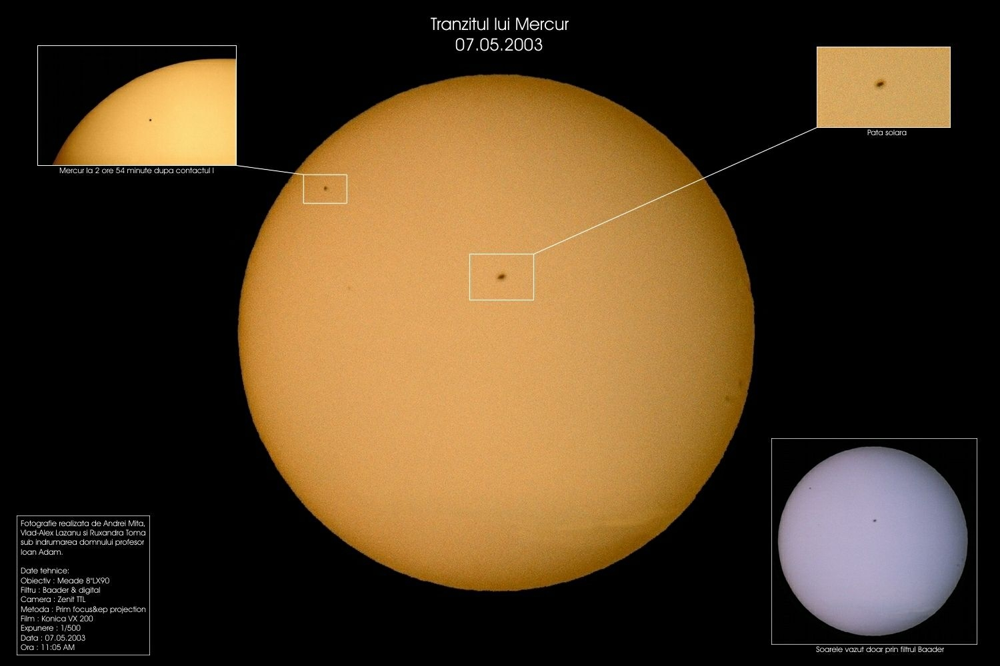 Tranzitul lui Mercur
07.05.2003
Mercur la 2 ore 54 minute dupa contactul I
Pata solara
Fotografie realizata de Andrei Mita,
Vlad-Alex Lazanu si Ruxandra Toma
sub indrumarea domnului profesor
Ioan Adam.
Date tehnice:
Obiectiv : Meade 8"LX90
Filtru : Baader & digital
Camera : Zenit TTL
Metoda : Prim focus&ep projection
Film : Konica VX 200
Expunere : 1/500
Data : 07.05.2003
Ora : 11:05 AM
Soarele vazut doar prin filtrul Baader